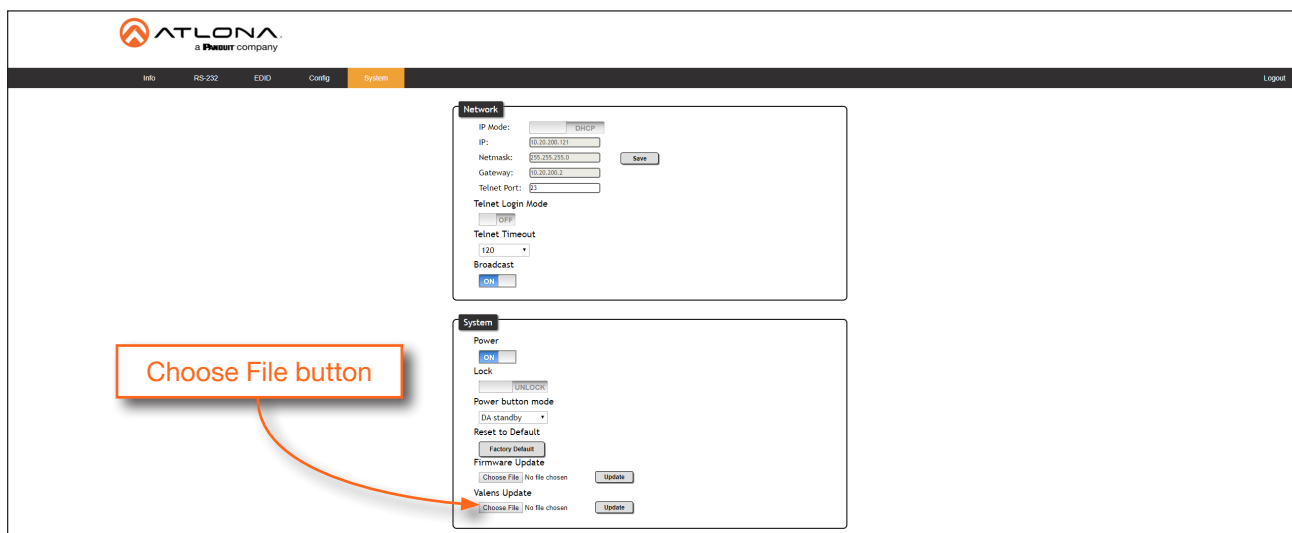 ATLONA.
a PANDUIT company
Info RS-232 EDID Config System Logout
Network
IP Mode: DHCP
IP: 10.20.200.121
Netmask: 255.255.255.0 Save
Gateway: 10.20.200.2
Telnet Port: 23
Telnet Login Mode
OFF
Telnet Timeout
120
Broadcast
ON
System
Power
ON
Lock
UNLOCK
Power button mode
DA standby
Reset to Default
Factory Default
Firmware Update
Choose File No file chosen Update
Valens Update
Choose File No file chosen Update
Choose File button